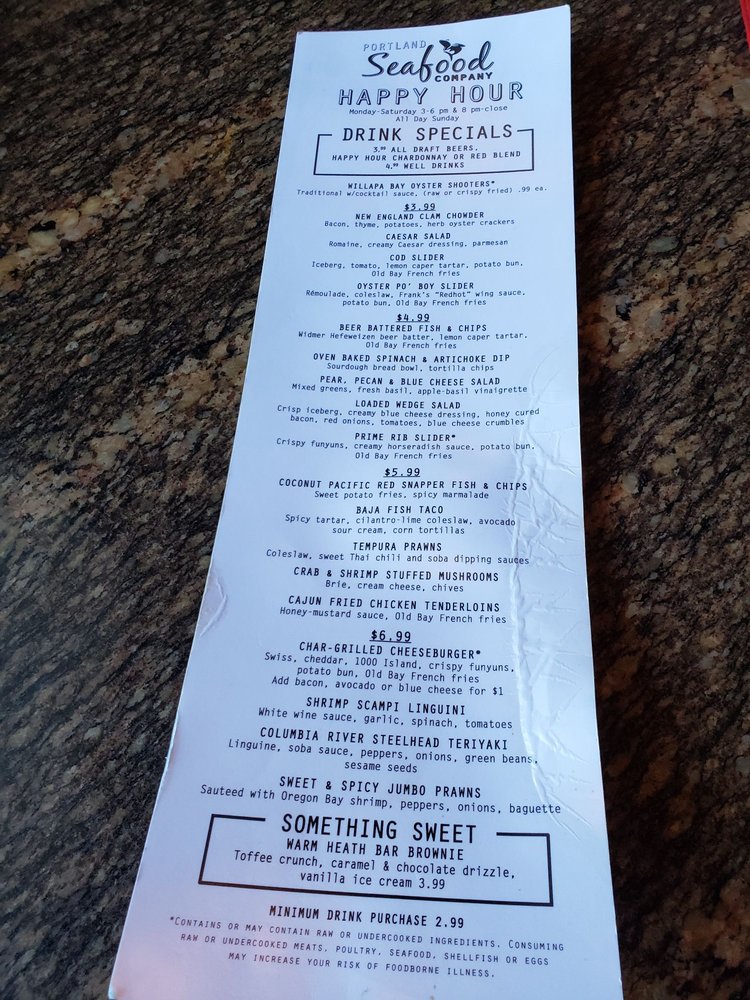 PORTLAND
Seafood
COMPANY
HAPPY HOUR
Monday-Saturday 3-6 pm & 8 pm-close
All Day Sunday
DRINK SPECIALS
3.99 ALL DRAFT BEERS,
HAPPY HOUR CHARDONNAY OR RED BLEND
4.99 WELL DRINKS
WILLAPA BAY OYSTER SHOOTERS*
Traditional w/cocktail sauce, (raw or crispy fried) .99 ea.
$3.99
NEW ENGLAND CLAM CHOWDER
Bacon, thyme, potatoes, herb oyster crackers
CAESAR SALAD
Romaine, creamy Caesar dressing, parmesan
COD SLIDER
Iceberg, tomato, lemon caper tartar, potato bun,
Old Bay French fries
OYSTER PO' BOY SLIDER
Rémoulade, coleslaw, Frank's "Redhot" wing sauce,
potato bun, Old Bay French fries
$4.99
BEER BATTERED FISH & CHIPS
Widmer Hefeweizen beer batter, lemon caper tartar,
Old Bay French fries
OVEN BAKED SPINACH & ARTICHOKE DIP
Sourdough bread bowl, tortilla chips
PEAR, PECAN & BLUE CHEESE SALAD
Mixed greens, fresh basil, apple-basil vinaigrette
LOADED WEDGE SALAD
Crisp iceberg, creamy blue cheese dressing, honey cured
bacon, red onions, tomatoes, blue cheese crumbles
PRIME RIB SLIDER*
Crispy funyuns, creamy horseradish sauce, potato bun,
Old Bay French fries
$5.99
COCONUT PACIFIC RED SNAPPER FISH & CHIPS
Sweet potato fries, spicy marmalade
BAJA FISH TACO
Spicy tartar, cilantro-lime coleslaw, avocado
sour cream, corn tortillas
TEMPURA PRAWNS
Coleslaw, sweet Thai chili and soba dipping sauces
CRAB & SHRIMP STUFFED MUSHROOMS
Brie, cream cheese, chives
CAJUN FRIED CHICKEN TENDERLOINS
Honey-mustard sauce, Old Bay French fries
$6.99
CHAR-GRILLED CHEESEBURGER*
Swiss, cheddar, 1000 Island, crispy funyuns,
potato bun, Old Bay French fries
Add bacon, avocado or blue cheese for $1
SHRIMP SCAMPI LINGUINI
White wine sauce, garlic, spinach, tomatoes
COLUMBIA RIVER STEELHEAD TERIYAKI
Linguine, soba sauce, peppers, onions, green beans,
sesame seeds
SWEET & SPICY JUMBO PRAWNS
Sauteed with Oregon Bay shrimp, peppers, onions, baguette
SOMETHING SWEET
WARM HEATH BAR BROWNIE
Toffee crunch, caramel & chocolate drizzle,
vanilla ice cream 3.99
MINIMUM DRINK PURCHASE 2.99
*CONTAINS OR MAY CONTAIN RAW OR UNDERCOOKED INGREDIENTS. CONSUMING
RAW OR UNDERCOOKED MEATS, POULTRY, SEAFOOD, SHELLFISH OR EGGS
MAY INCREASE YOUR RISK OF FOODBORNE ILLNESS.